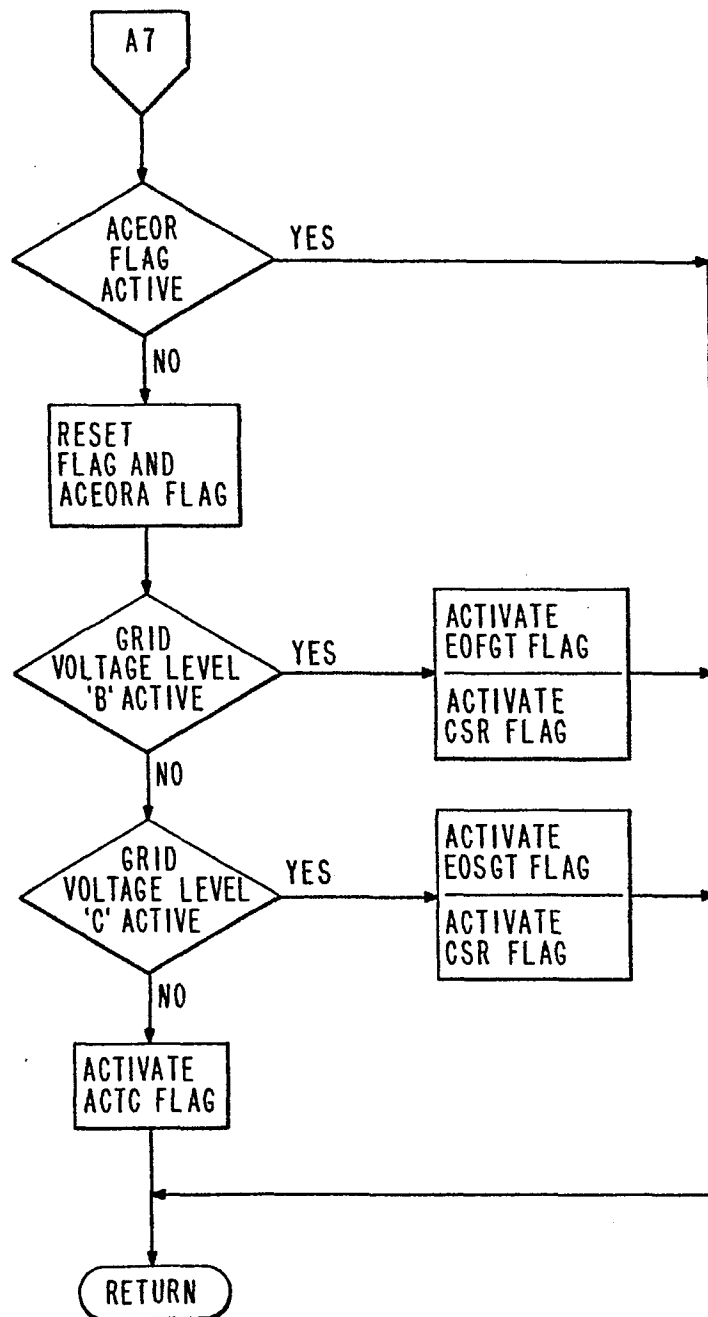 A7
ACEOR
FLAG
ACTIVE
YES
NO
RESET
FLAG AND
ACEORA FLAG
GRID
VOLTAGE LEVEL
'B' ACTIVE
YES
ACTIVATE
EOFGT FLAG
ACTIVATE
CSR FLAG
NO
GRID
VOLTAGE LEVEL
'C' ACTIVE
YES
ACTIVATE
EOSGT FLAG
ACTIVATE
CSR FLAG
NO
ACTIVATE
ACTC FLAG
RETURN